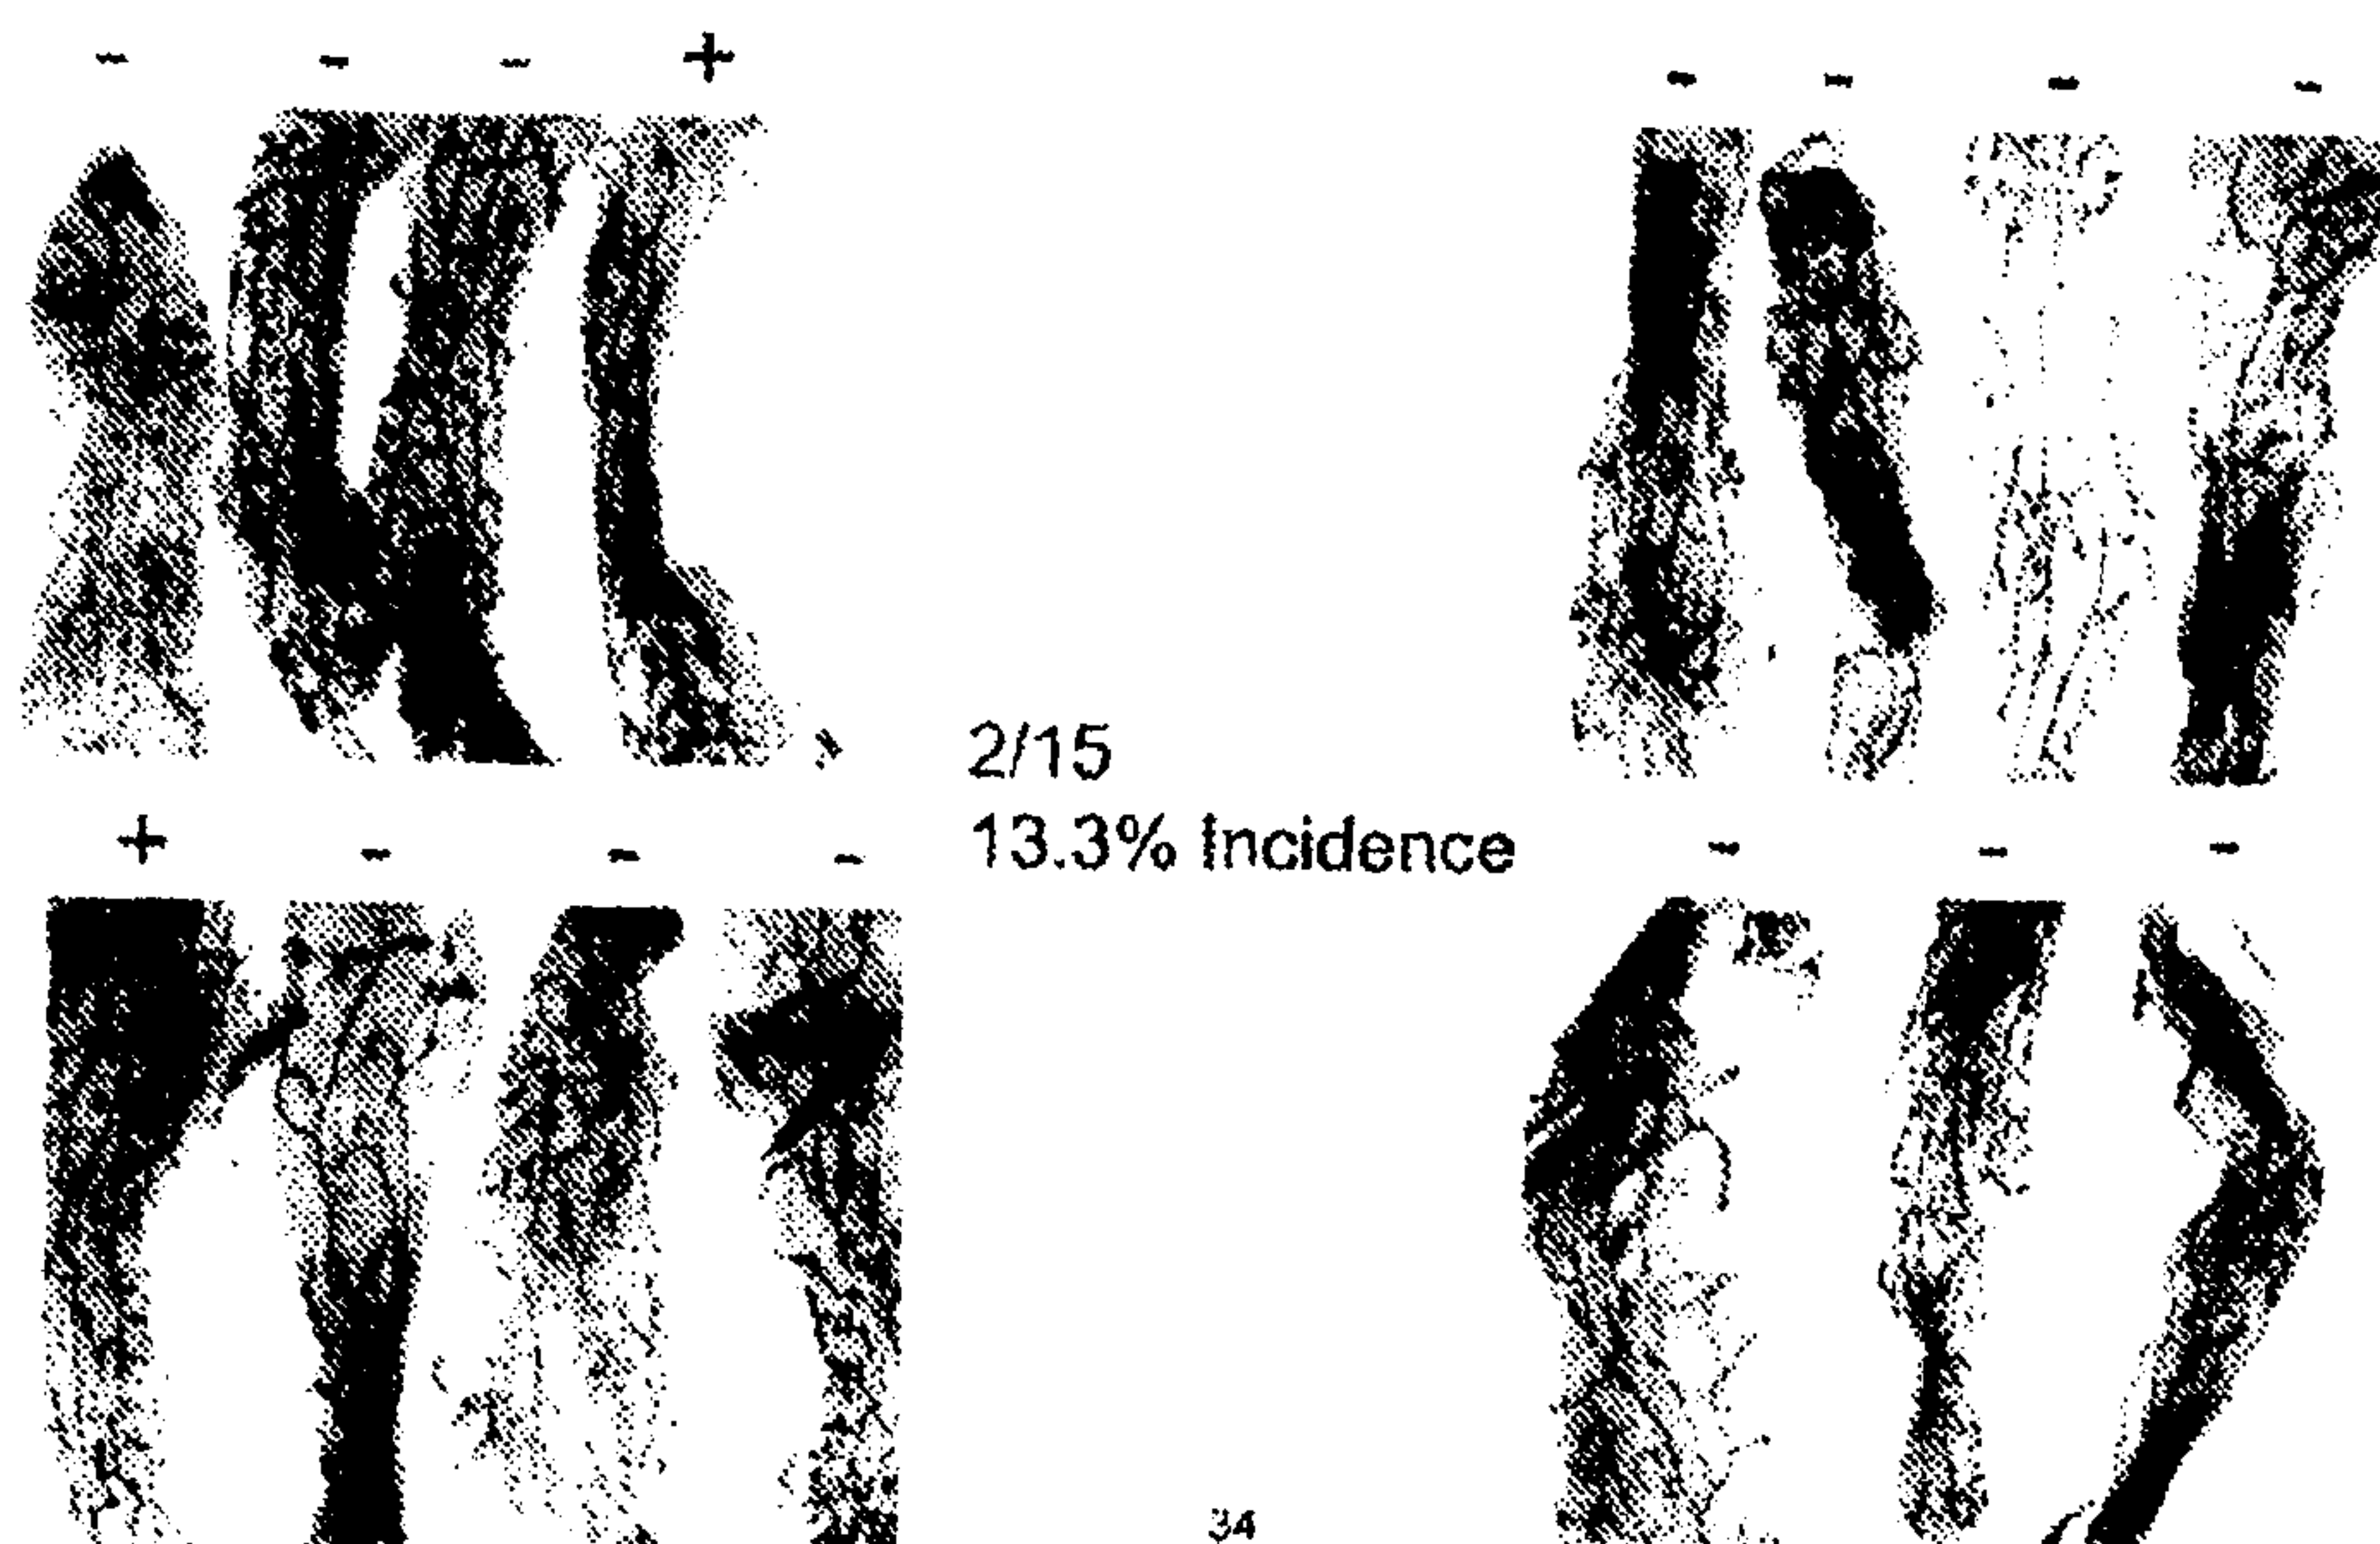 - - - +
- - - -
2/15
13.3% Incidence
+ - - -
- - -
34